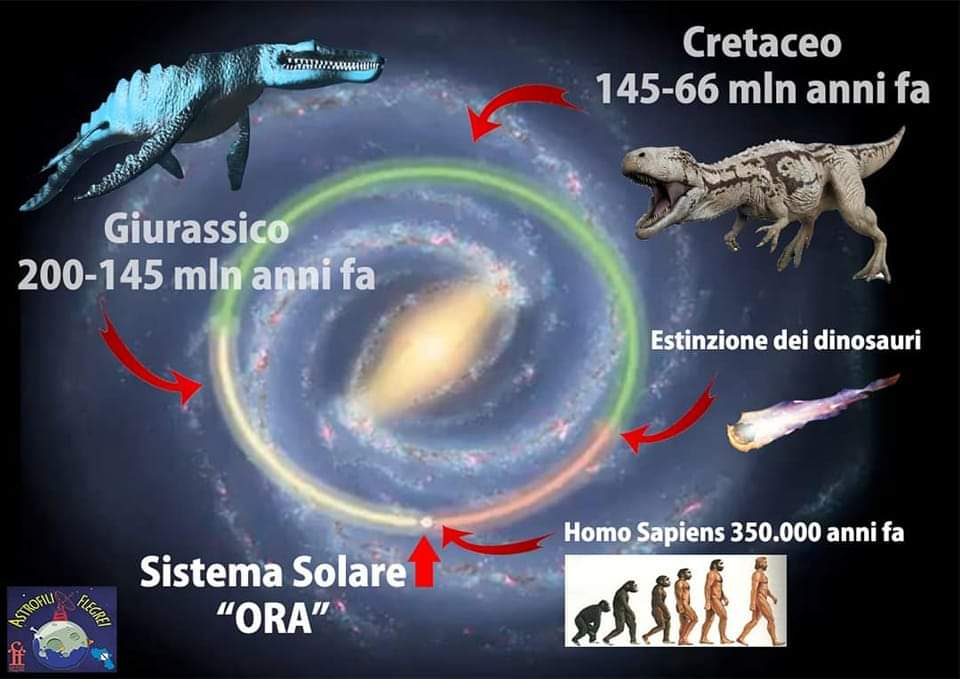 Cretaceo
145-66 mln anni fa
Giurassico
200-145 mln anni fa
Estinzione dei dinosauri
Homo Sapiens 350.000 anni fa
Sistema Solare
“ORA”
ASTROFILI FLEGREI